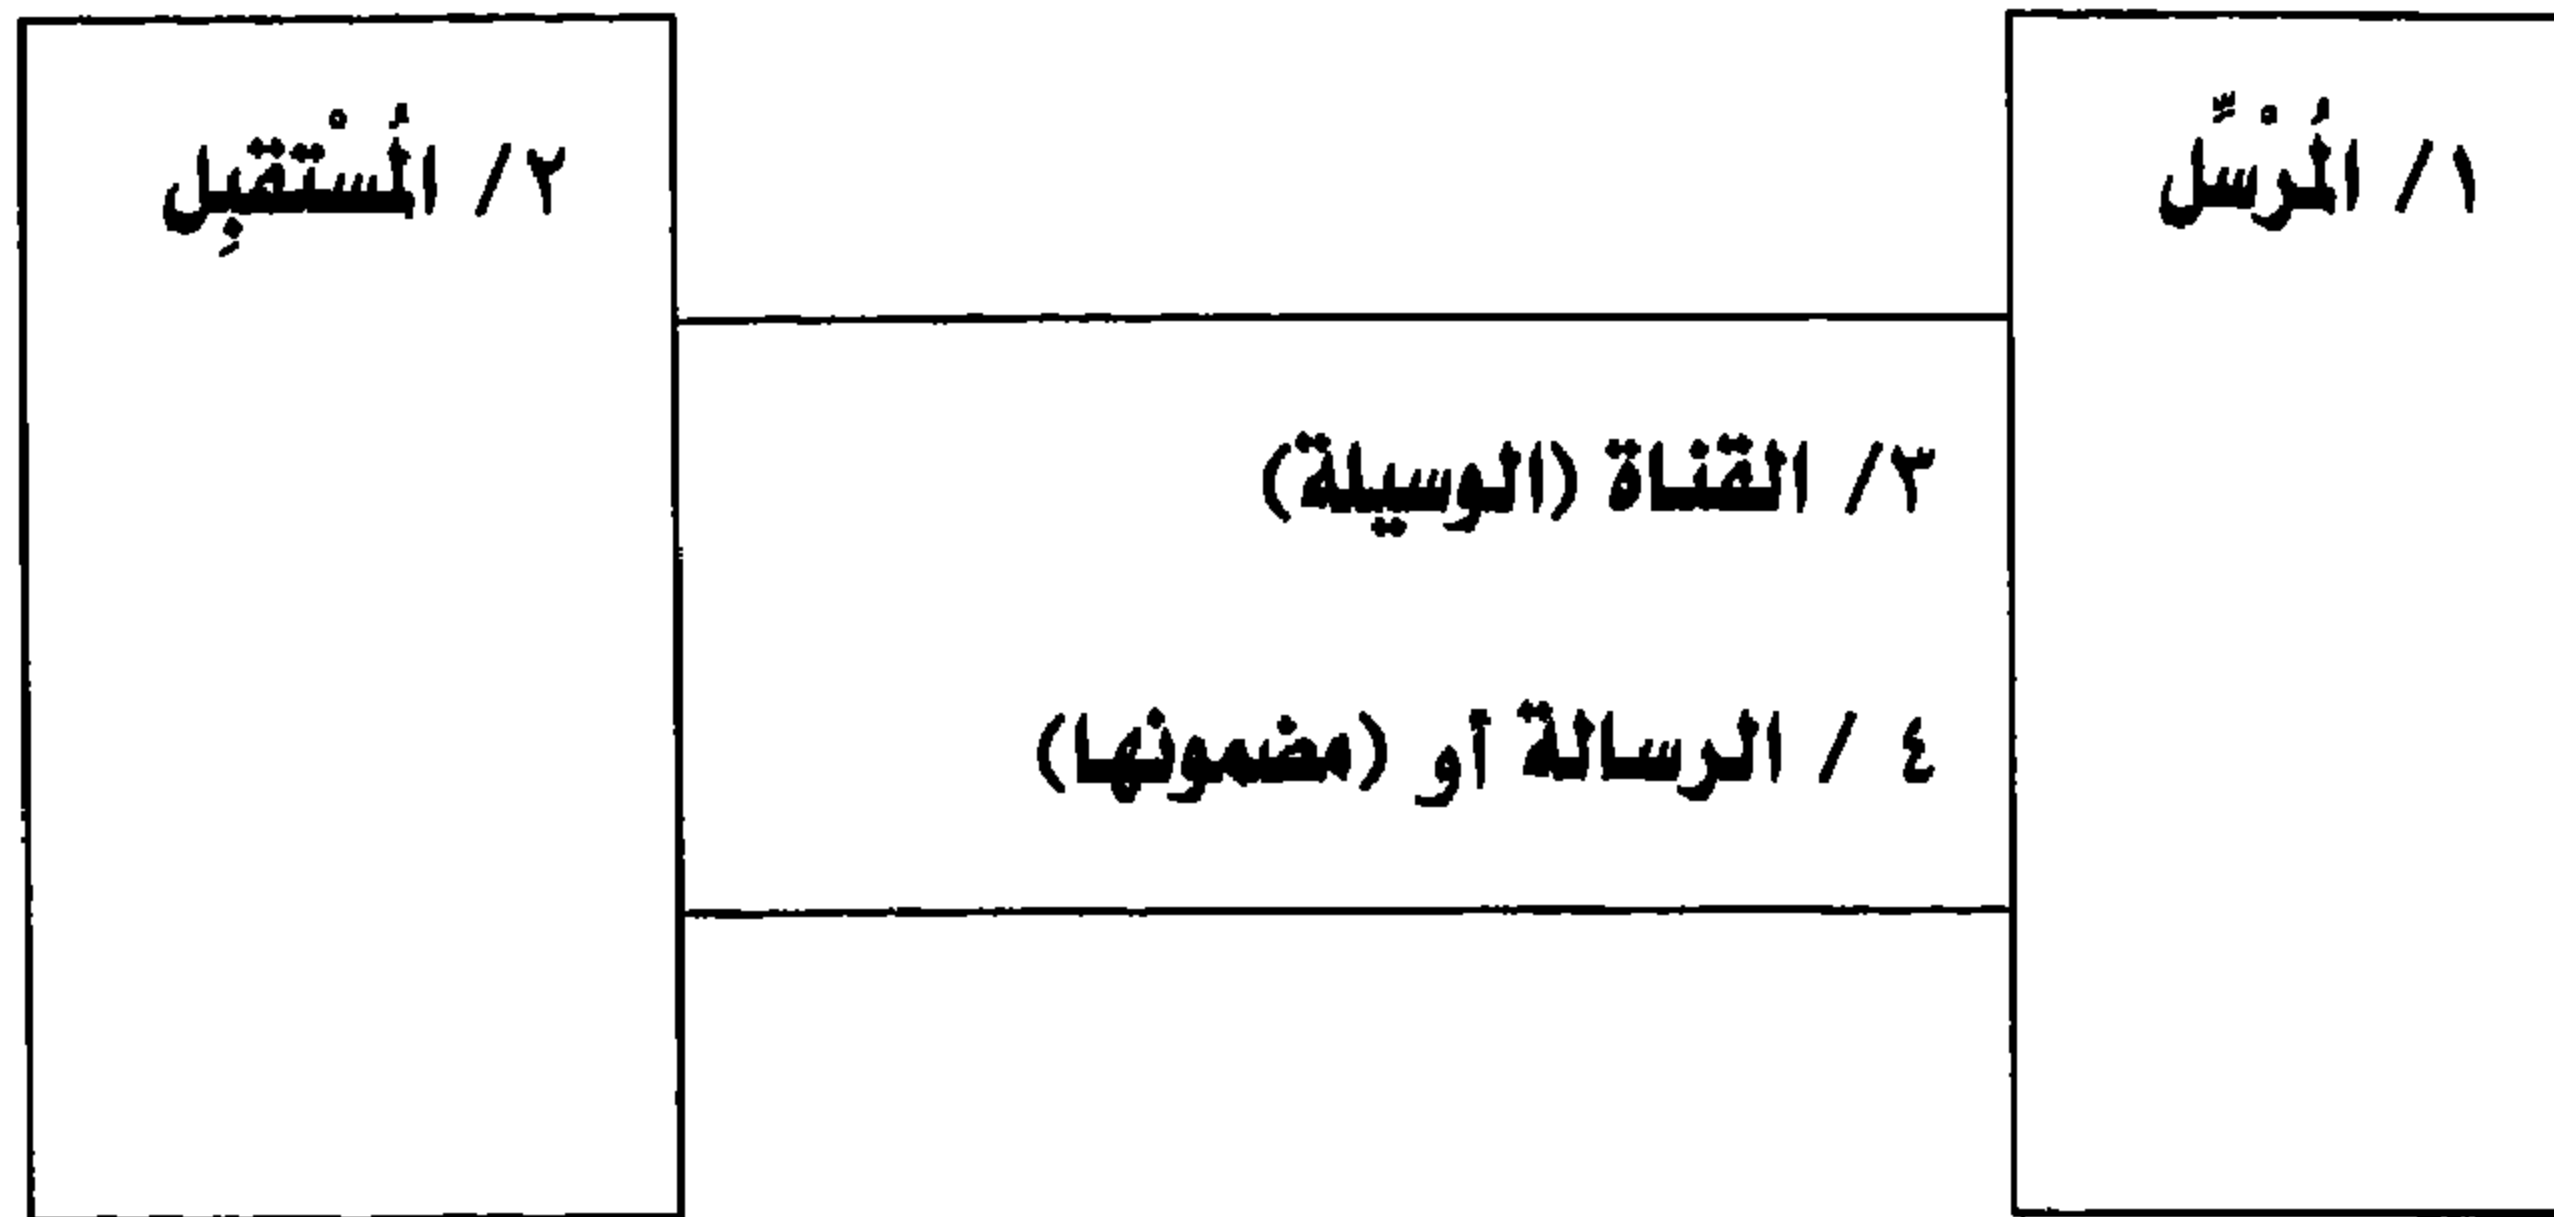 ١/ المُرْسِّل
٢/ المُسْتقبِل
٣/ القناة (الوسيلة)
٤ / الرسالة أو (مضمونها)